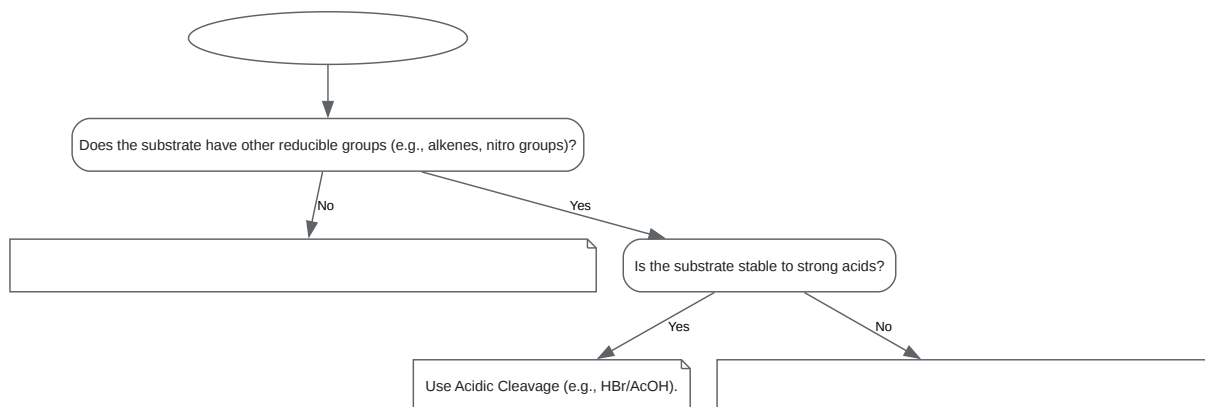 Does the substrate have other reducible groups (e.g., alkenes, nitro groups)?
No
Yes
Is the substrate stable to strong acids?
Yes
No
Use Acidic Cleavage (e.g., HBr/AcOH).